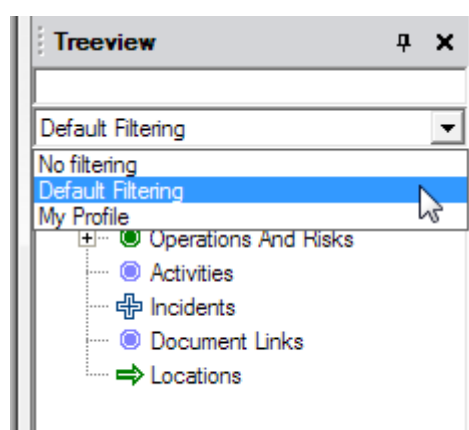 Treeview
Default Filtering
No filtering
Default Filtering
My Profile
Operations And Risks
Activities
Incidents
Document Links
Locations